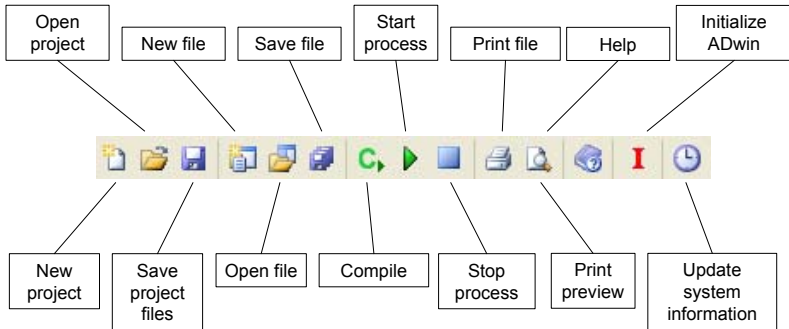 Open
project
New file
Save file
Start
process
Print file
Help
Initialize
ADwin
C
I
New
project
Save
project
files
Open file
Compile
Stop
process
Print
preview
Update
system
information